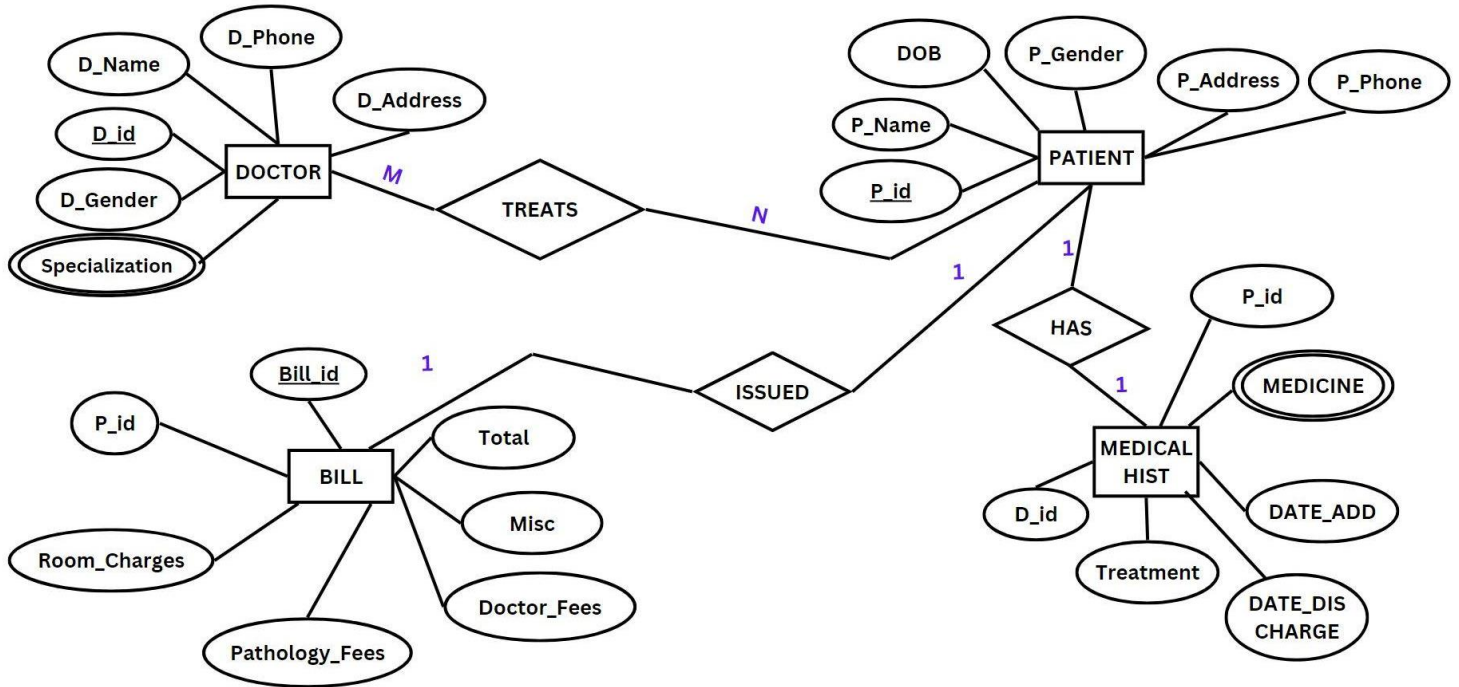 D_Phone
D_Name
D_Address
D_id
DOCTOR
D_Gender
Specialization
M
TREATS
N
DOB
P_Gender
P_Address
P_Phone
P_Name
PATIENT
P_id
1
1
HAS
P_id
1
MEDICINE
MEDICAL
HIST
DATE_ADD
D_id
Treatment
DATE_DIS
CHARGE
ISSUED
1
Bill_id
P_id
Total
BILL
Misc
Room_Charges
Doctor_Fees
Pathology_Fees